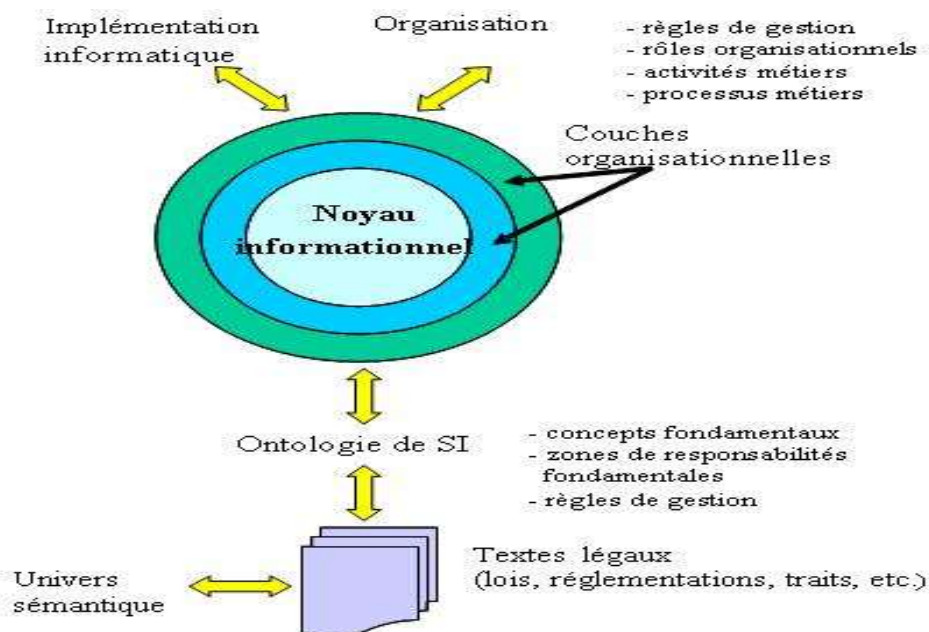 Implémentation
informatique
Organisation
- règles de gestion
- rôles organisationnels
- activités métiers
- processus métiers
Couches
organisationnelles
Noyau
informationnel
Ontologie de SI
- concepts fondamentaux
- zones de responsabilités
fondamentales
- règles de gestion
Textes légaux
(lois, réglementations, traits, etc.)
Univers
sémantique